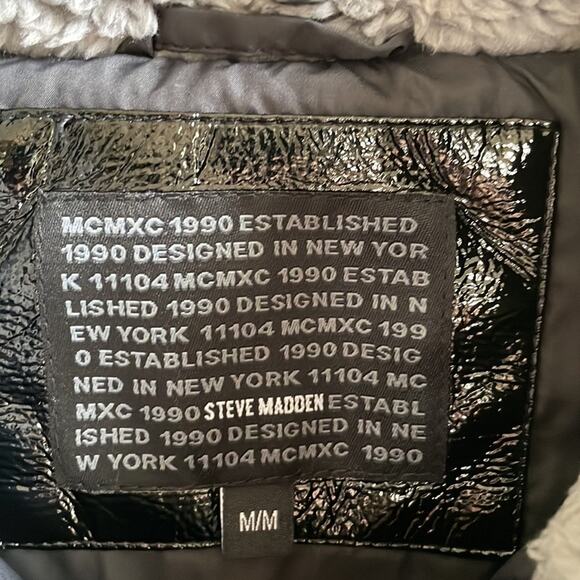 MCMXC 1990 ESTABLISHED
1990 DESIGNED IN NEW YOR
K 11104 MCMXC 1990 ESTAB
LISHED 1990 DESIGNED IN N
EW YORK 11104 MCMXC 199
0 ESTABLISHED 1990 DESIG
NED IN NEW YORK 11104 MC
MXC 1990 STEVE MADDEN ESTABL
ISHED 1990 DESIGNED IN NE
W YORK 11104 MCMXC 1990
M/M